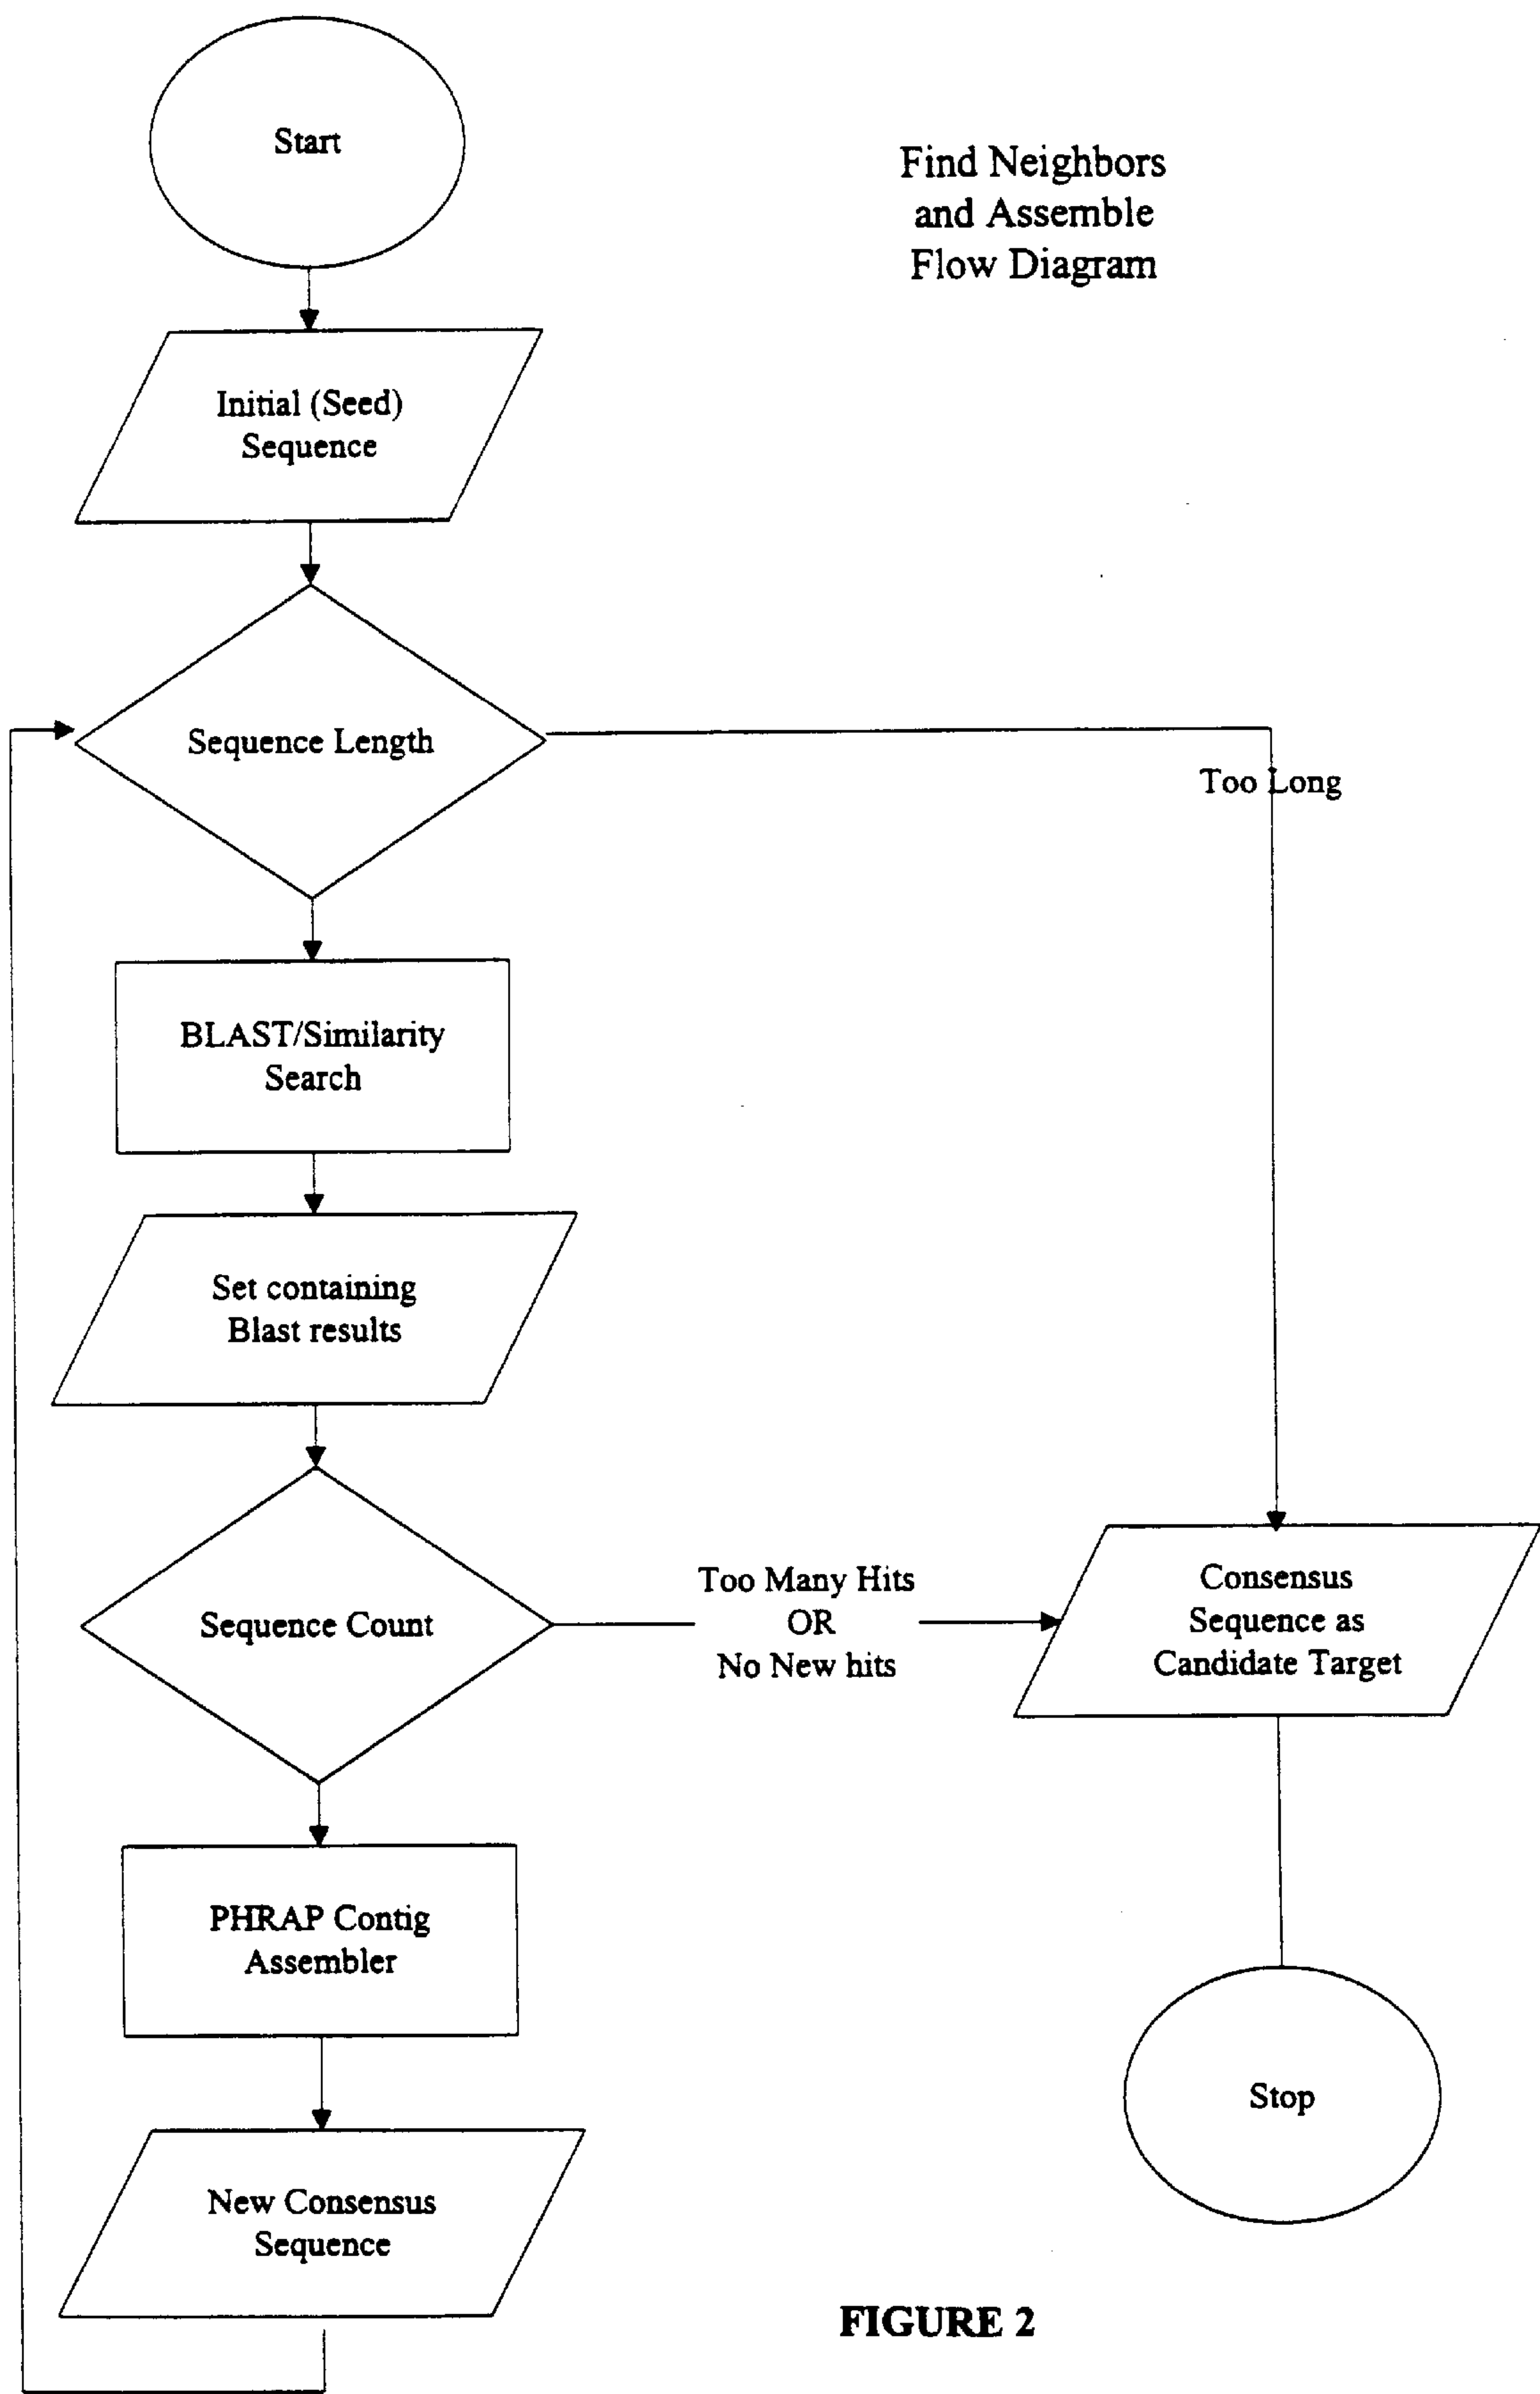 Start
Find Neighbors
and Assemble
Flow Diagram
Initial (Seed)
Sequence
Sequence Length
Too Long
BLAST/Similarity
Search
Set containing
Blast results
Sequence Count
Too Many Hits
OR
No New hits
Consensus
Sequence as
Candidate Target
PHRAP Contig
Assembler
Stop
New Consensus
Sequence
FIGURE 2